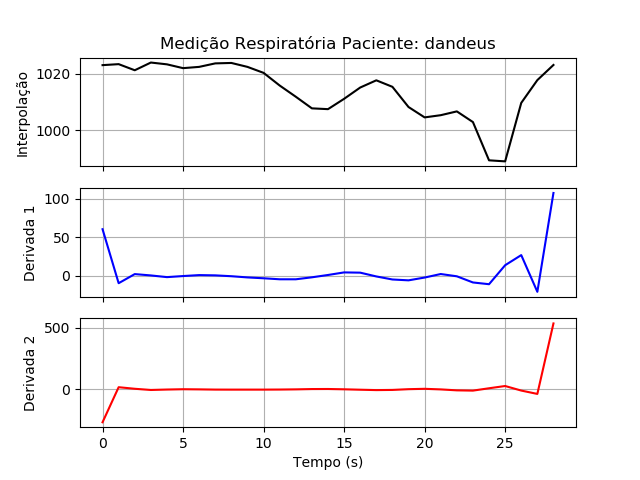 Medição Respiratória Paciente: dandeus
Interpolação
1020
1000
Derivada 1
100
50
0
Derivada 2
500
0
0 5 10 15 20 25
Tempo (s)